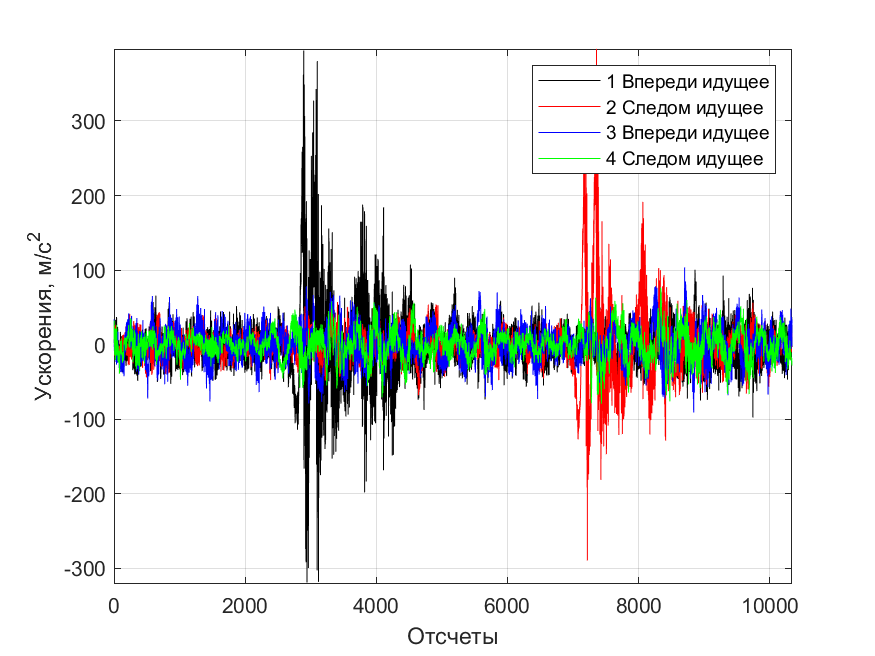 1 Впереди идущее
2 Следом идущее
3 Впереди идущее
4 Следом идущее
300
200
100
0
-100
-200
-300
Ускорения, м/с²
0 2000 4000 6000 8000 10000
Отсчеты